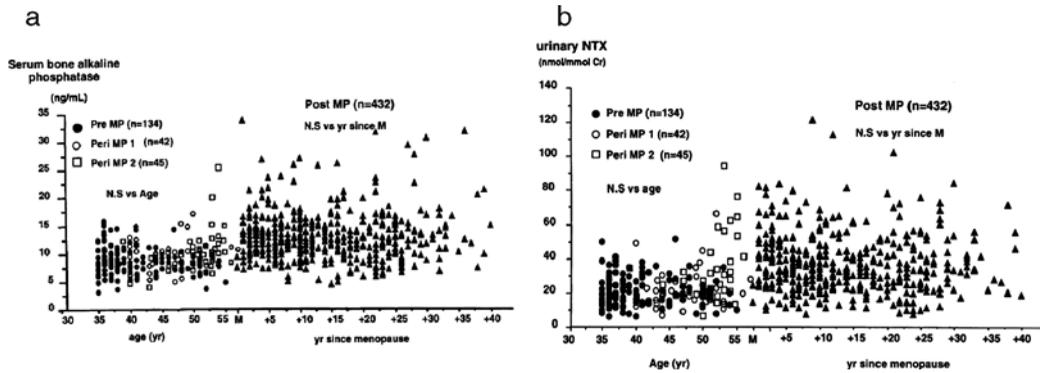 a
Serum bone alkaline
phosphatase
(ng/mL)
35
30
25
20
15
10
5
0
Post MP (n=432)
N.S vs yr since M
Pre MP (n=134)
Peri MP 1 (n=42)
Peri MP 2 (n=45)
N.S vs Age
30 35 40 45 50 55 M +5 +10 +15 +20 +25 +30 +35 +40
age (yr) yr since menopause
b
urinary NTX
(nmol/mmol Cr)
140
120
100
80
60
40
20
0
Post MP (n=432)
N.S vs yr since M
Pre MP (n=134)
Peri MP 1 (n=42)
Peri MP 2 (n=45)
N.S vs age
30 35 40 45 50 55 M +5 +10 +15 +20 +25 +30 +35 +40
Age (yr) yr since menopause